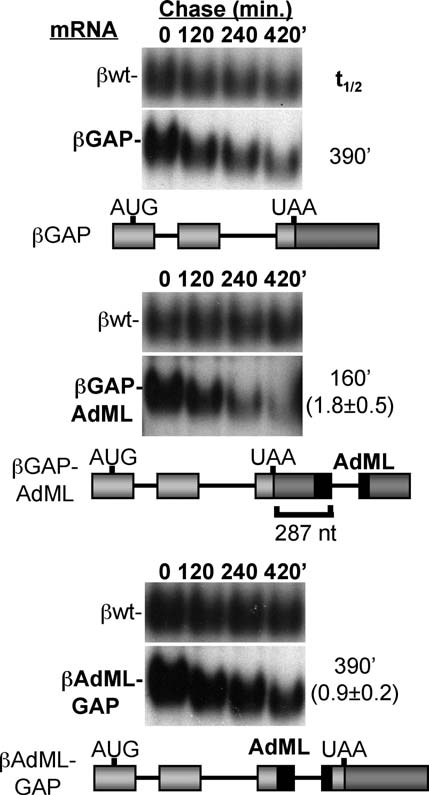 Chase (min.)
mRNA
0 120 240 420'
βwt-
t1/2
βGAP-
390'
AUG UAA
βGAP
0 120 240 420'
βwt-
βGAP-
AdML
160'
(1.8±0.5)
βGAP-
AdML
AUG UAA AdML
287 nt
0 120 240 420'
βwt-
βAdML-
GAP
390'
(0.9±0.2)
βAdML-
GAP
AUG AdML UAA